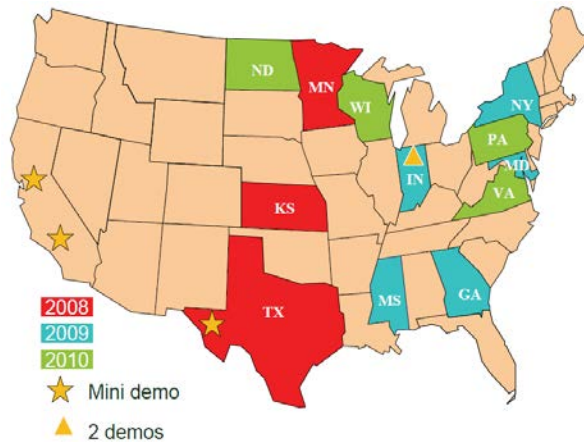 ND
MN
WI
NY
PA
MD
IN
VA
KS
MS
GA
TX
2008
2009
2010
Mini demo
2 demos